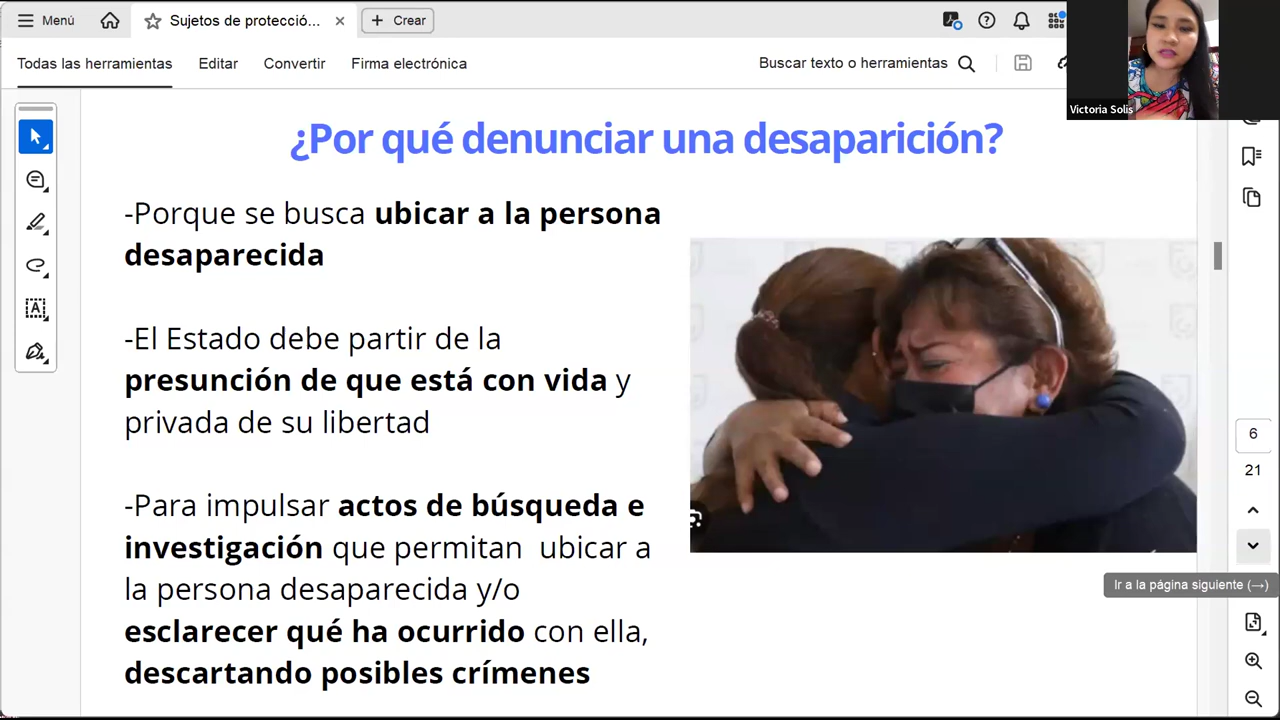 Menú
Sujetos de protecció...
Crear
Todas las herramientas
Editar
Convertir
Firma electrónica
Buscar texto o herramientas
Victoria Solis
¿Por qué denunciar una desaparición?
-Porque se busca ubicar a la persona
desaparecida
-El Estado debe partir de la
presunción de que está con vida y
privada de su libertad
-Para impulsar actos de búsqueda e
investigación que permitan ubicar a
la persona desaparecida y/o
esclarecer qué ha ocurrido con ella,
descartando posibles crímenes
6
21
Ir a la página siguiente (→)